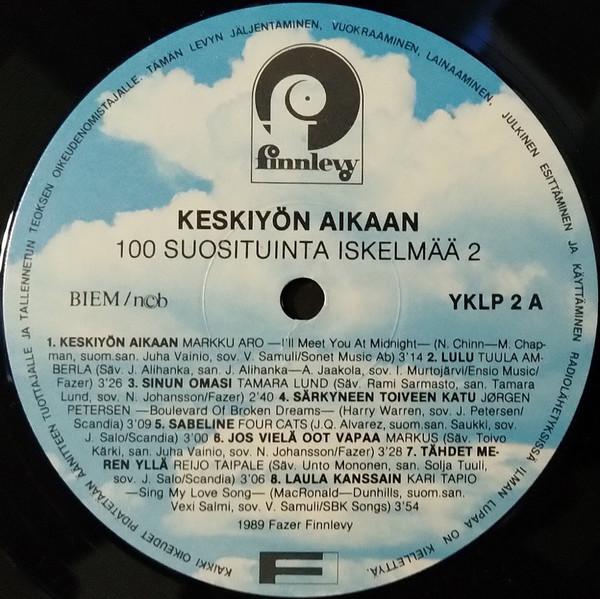 KAIKKI OIKEUDET PIDÄTETÄÄN ÄÄNITTEEN TUOTTAJALLE JA TALLENNETUN TEOKSEN OIKEUDENOMISTAJALLE. TÄMÄN LEVYN JÄLJENTÄMINEN, VUOKRAAMINEN, LAINAAMINEN, JULKINEN ESITTÄMINEN JA KÄYTTÄMINEN RADIOLÄHETYKSISSÄ ILMAN LUPAA ON KIELLETTYÄ.
finnlevy
KESKIYÖN AIKAAN
100 SUOSITUINTA ISKELMÄÄ 2
BIEM/n©b YKLP 2 A
1. KESKIYÖN AIKAAN MARKKU ARO —I'll Meet You At Midnight— (N. Chinn—M. Chap-
man, suom.san. Juha Vainio, sov. V. Samuli/Sonet Music Ab) 3'14 2. LULU TUULA AM-
BERLA (Säv. J. Alihanka, san. J. Alihanka—A. Jaakola, sov. I. Murtojärvi/Ensio Music/
Fazer) 3'26 3. SINUN OMASI TAMARA LUND (Säv. Rami Sarmasto, san. Tamara
Lund, sov. N. Johansson/Fazer) 2'40 4. SÄRKYNEEN TOIVEEN KATU JØRGEN
PETERSEN —Boulevard Of Broken Dreams— (Harry Warren, sov. J. Petersen/
Scandia) 3'09 5. SABELINE FOUR CATS (J.Q. Alvarez, suom.san. Saukki, sov.
J. Salo/Scandia) 3'00 6. JOS VIELÄ OOT VAPAA MARKUS (Säv. Toivo
Kärki, san. Juha Vainio, sov. N. Johansson/Fazer) 3'28 7. TÄHDET ME-
REN YLLÄ REIJO TAIPALE (Säv. Unto Mononen, san. Solja Tuuli,
sov. J. Salo/Scandia) 3'06 8. LAULA KANSSAIN KARI TAPIO
—Sing My Love Song— (MacRonald—Dunhills, suom.san.
Vexi Salmi, sov. V. Samuli/SBK Songs) 3'54
1989 Fazer Finnlevy
F